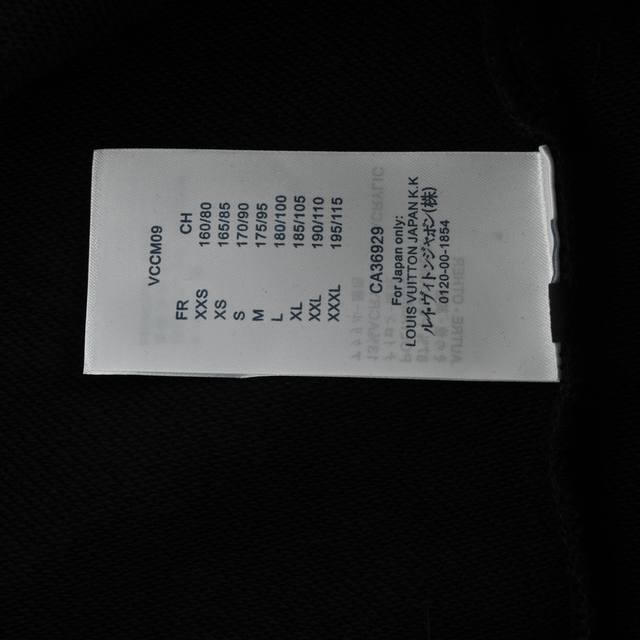 VCCM09
FR CH
XXS 160/80
XS 165/85
S 170/90
M 175/95
L 180/100
XL 185/105
XXL 190/110
XXXL 195/115
CA36929
For Japan only:
LOUIS VUITTON JAPAN K.K
ルイ・ヴィトンジャパン(株)
0120-00-1854
AUTRE - OTHER